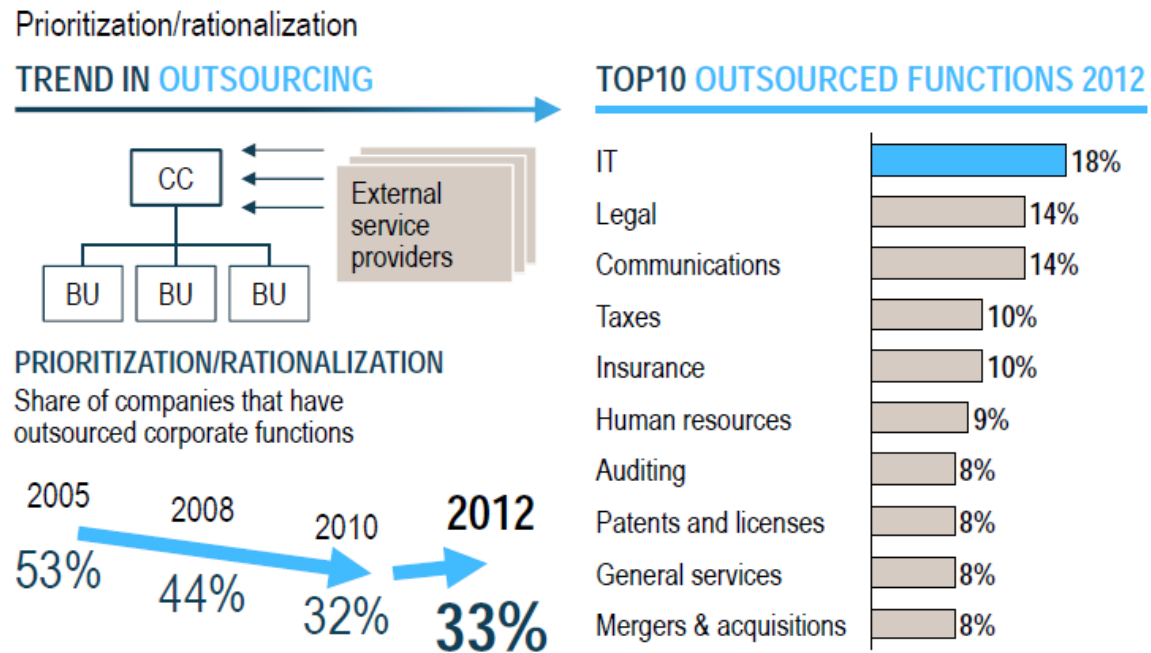 Prioritization/rationalization
TREND IN OUTSOURCING
CC
BU
BU
BU
External
service
providers
PRIORITIZATION/RATIONALIZATION
Share of companies that have
outsourced corporate functions
2005
53%
2008
44%
2010
32%
2012
33%
TOP10 OUTSOURCED FUNCTIONS 2012
IT 18%
Legal 14%
Communications 14%
Taxes 10%
Insurance 10%
Human resources 9%
Auditing 8%
Patents and licenses 8%
General services 8%
Mergers & acquisitions 8%